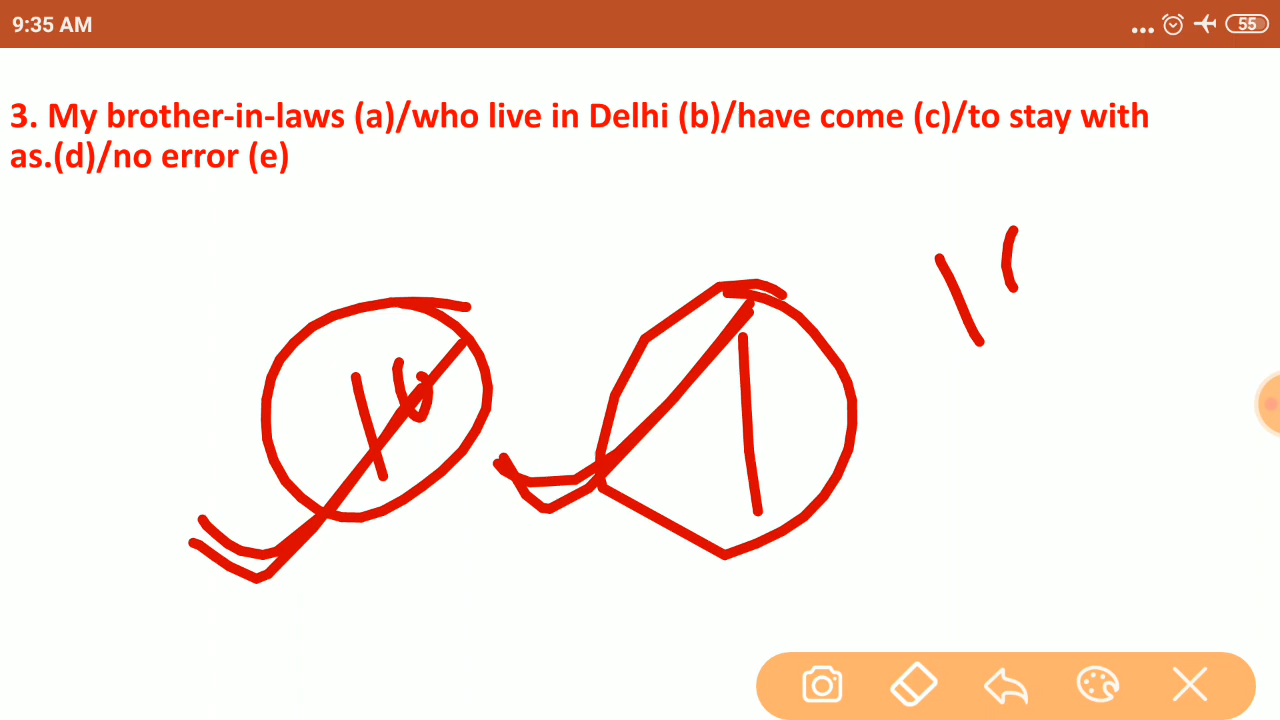 9:35 AM
55
3. My brother-in-laws (a)/who live in Delhi (b)/have come (c)/to stay with
as.(d)/no error (e)